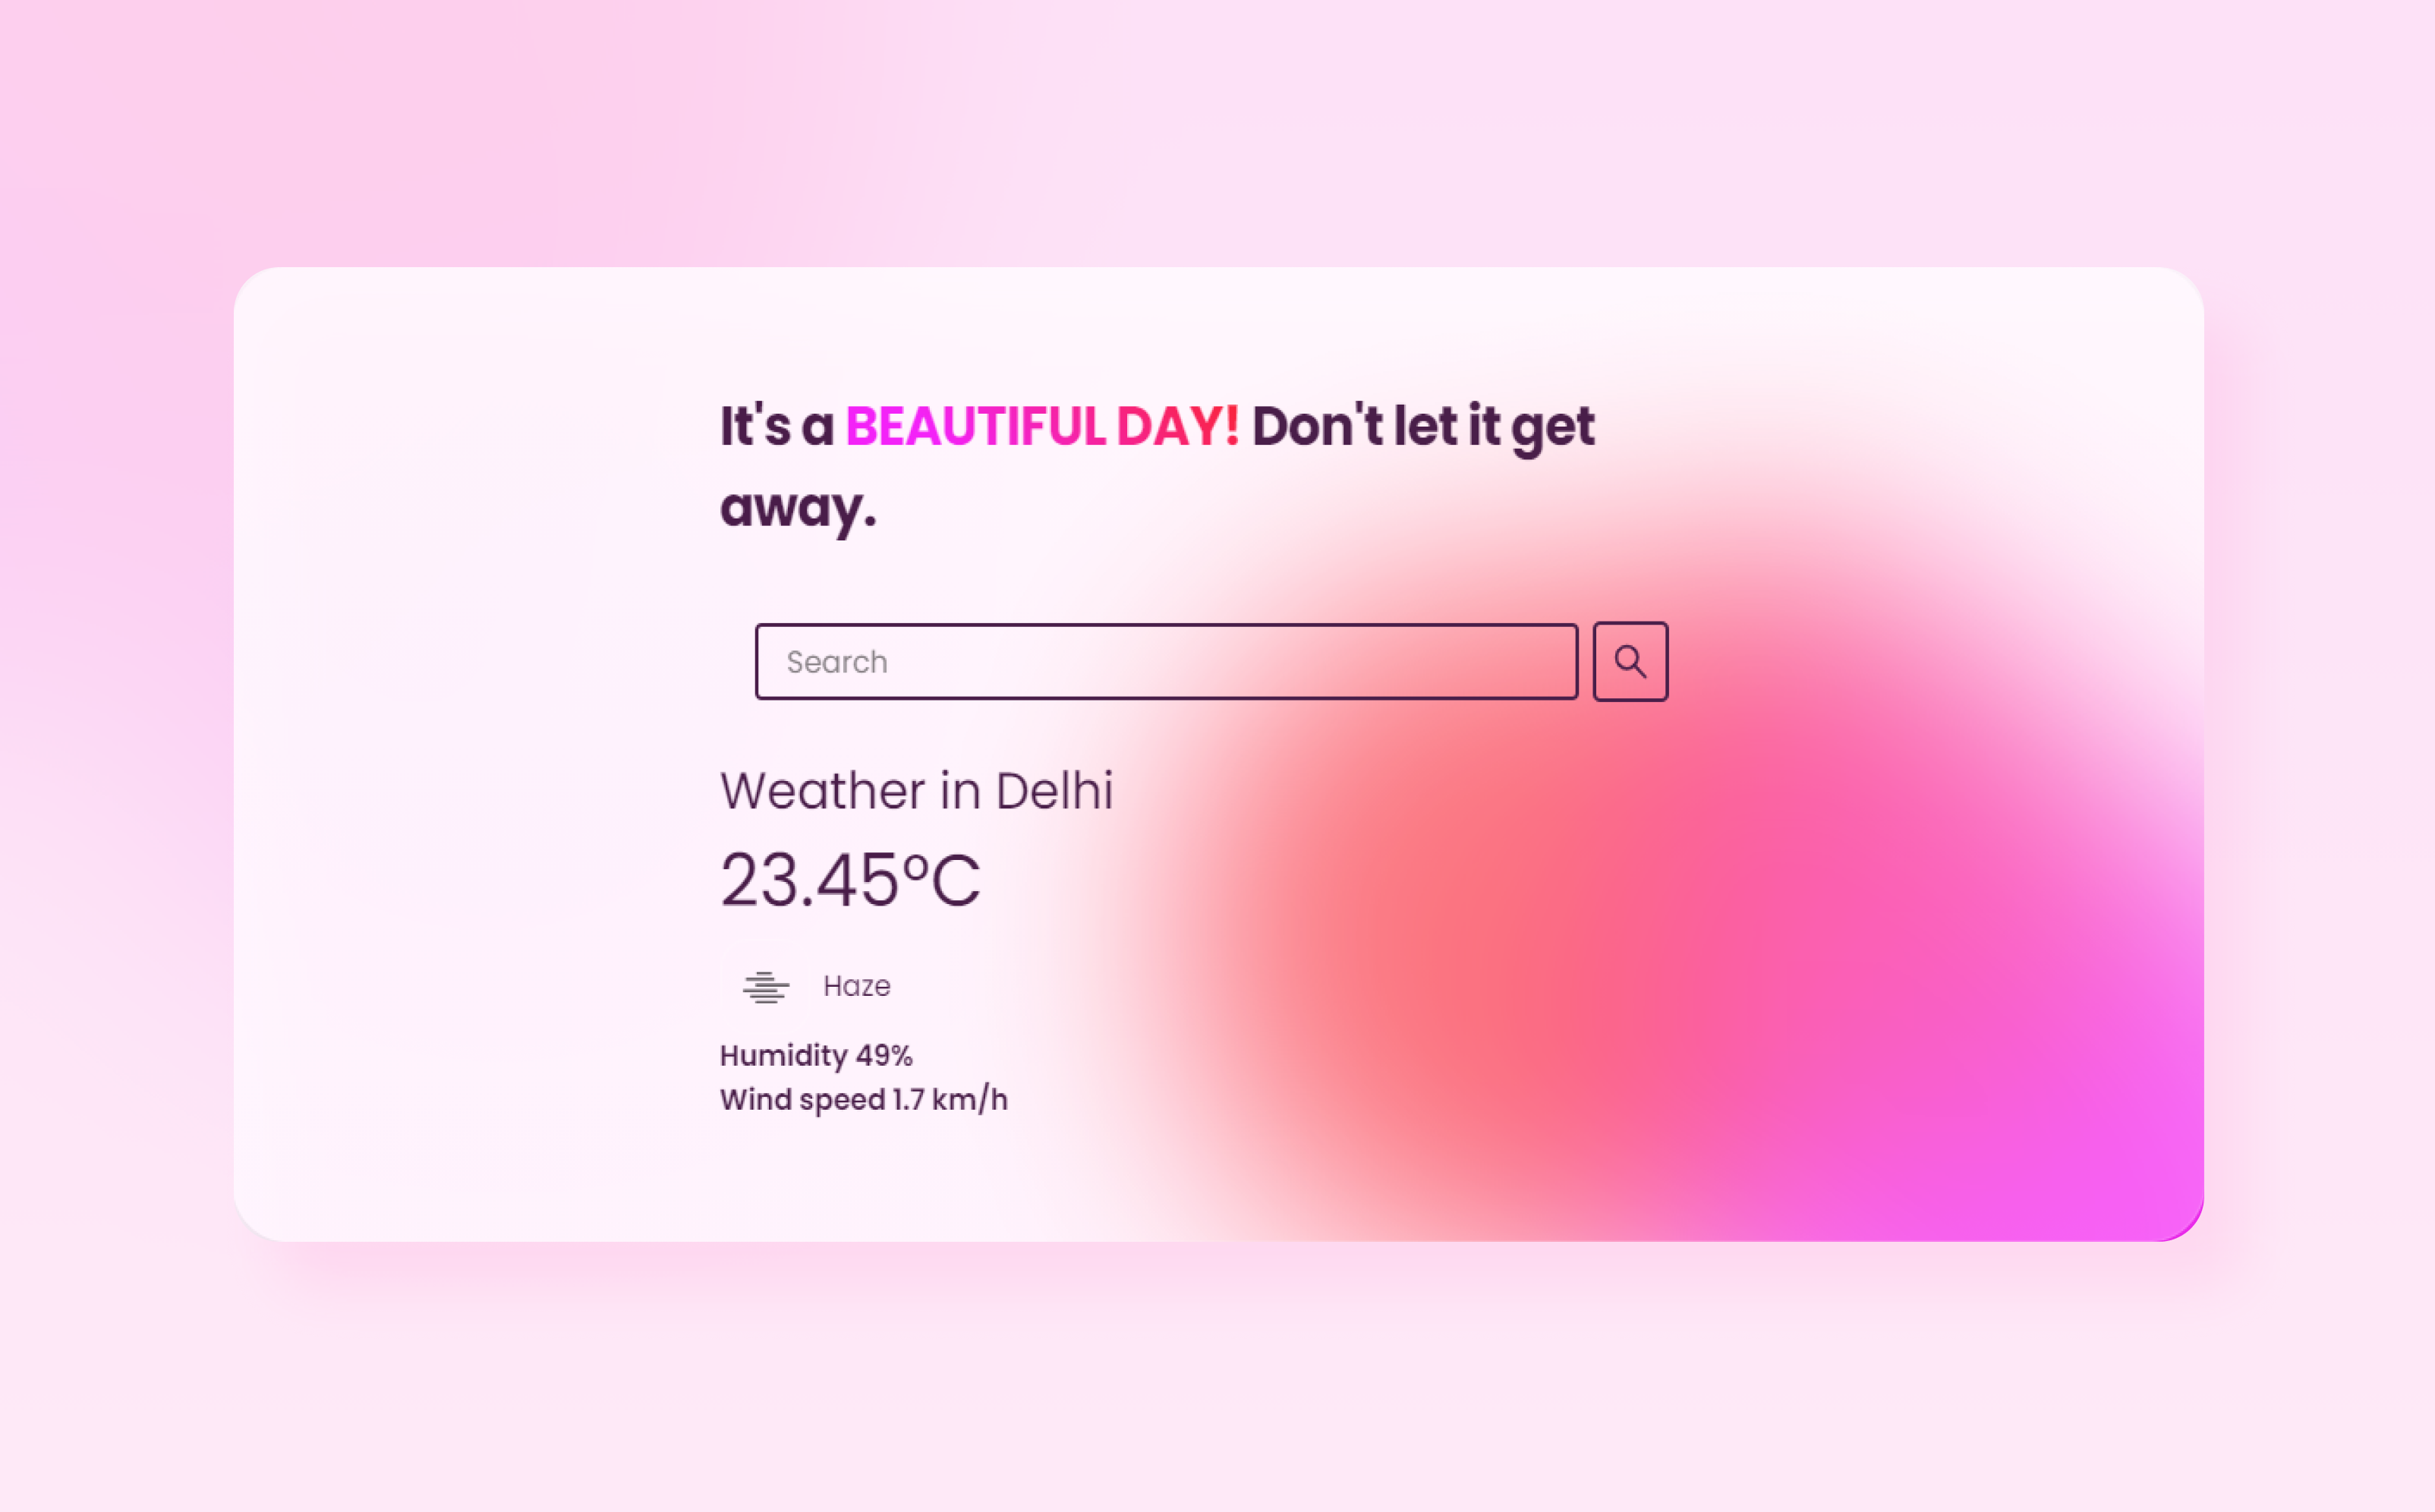 It's a BEAUTIFUL DAY! Don't let it get
away.
Search
Weather in Delhi
23.45°C
Haze
Humidity 49%
Wind speed 1.7 km/h